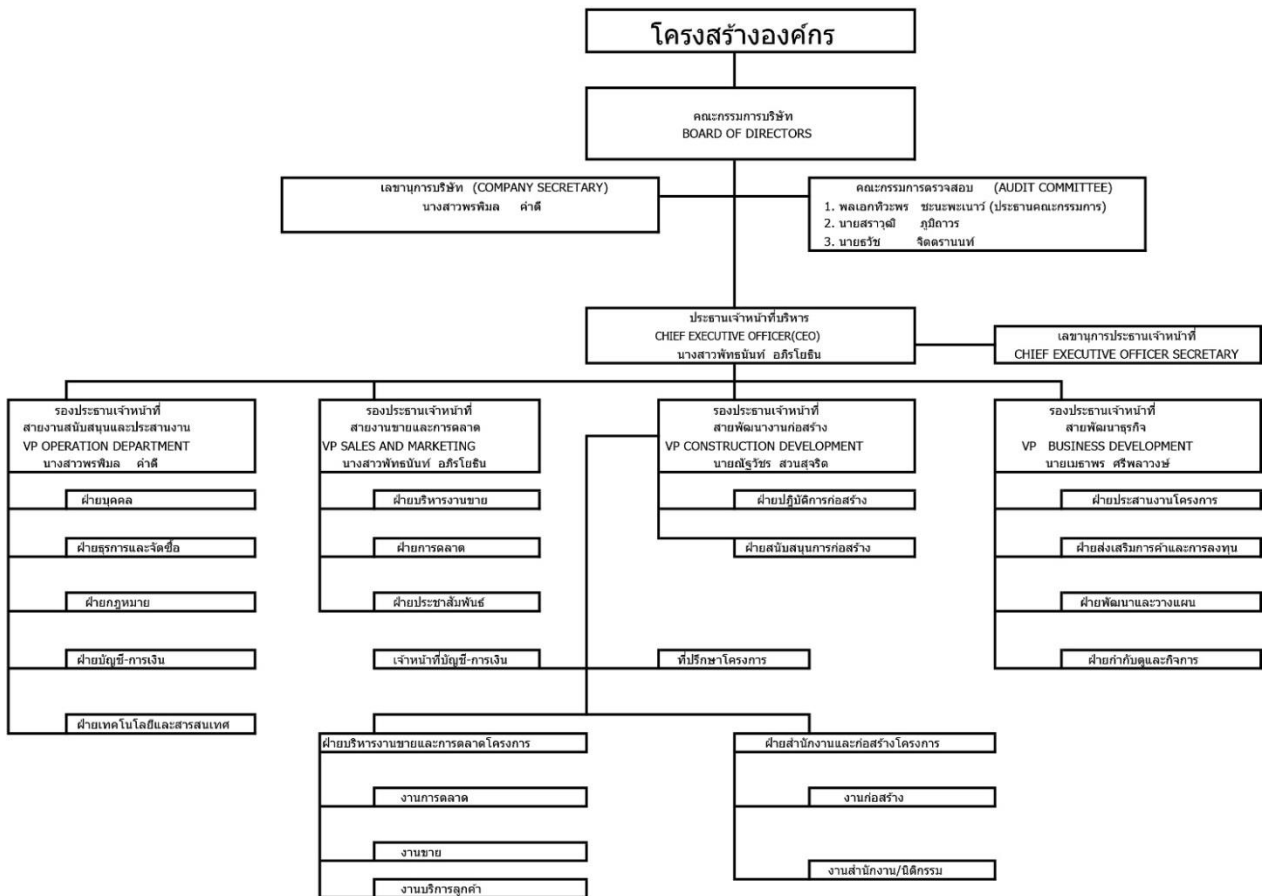 โครงสร้างองค์กร
คณะกรรมการบริษัท
BOARD OF DIRECTORS
เลขานุการบริษัท (COMPANY SECRETARY)
นางสาวพรพิมล คำดี
คณะกรรมการตรวจสอบ (AUDIT COMMITTEE)
1. พลเอกทิวะพร ชะนะพะเนาว์ (ประธานคณะกรรมการ)
2. นายสราวุฒิ ภูมิถาวร
3. นายธวัช จิตตรานนท์
ประธานเจ้าหน้าที่บริหาร
CHIEF EXECUTIVE OFFICER(CEO)
นางสาวพัทธนันท์ อภิรโยธิน
เลขานุการประธานเจ้าหน้าที่
CHIEF EXECUTIVE OFFICER SECRETARY
รองประธานเจ้าหน้าที่
สายงานสนับสนุนและประสานงาน
VP OPERATION DEPARTMENT
นางสาวพรพิมล คำดี
ฝ่ายบุคคล
ฝ่ายธุรการและจัดซื้อ
ฝ่ายกฎหมาย
ฝ่ายบัญชี-การเงิน
ฝ่ายเทคโนโลยีและสารสนเทศ
รองประธานเจ้าหน้าที่
สายงานขายและการตลาด
VP SALES AND MARKETING
นางสาวพัทธนันท์ อภิรโยธิน
ฝ่ายบริหารงานขาย
ฝ่ายการตลาด
ฝ่ายประชาสัมพันธ์
รองประธานเจ้าหน้าที่
สายพัฒนางานก่อสร้าง
VP CONSTRUCTION DEVELOPMENT
นายณัฐวัชร สวนสุจริต
ฝ่ายปฎิบัติการก่อสร้าง
ฝ่ายสนับสนุนการก่อสร้าง
รองประธานเจ้าหน้าที่
สายพัฒนาธุรกิจ
VP BUSINESS DEVELOPMENT
นายเมธาพร ศรีพลาวงษ์
ฝ่ายประสานงานโครงการ
ฝ่ายส่งเสริมการค้าและการลงทุน
ฝ่ายพัฒนาและวางแผน
ฝ่ายกำกับดูและกิจการ
เจ้าหน้าที่บัญชี-การเงิน
ที่ปรึกษาโครงการ
ฝ่ายบริหารงานขายและการตลาดโครงการ
งานการตลาด
งานขาย
งานบริการลูกค้า
ฝ่ายสำนักงานและก่อสร้างโครงการ
งานก่อสร้าง
งานสำนักงาน/นิติกรรม